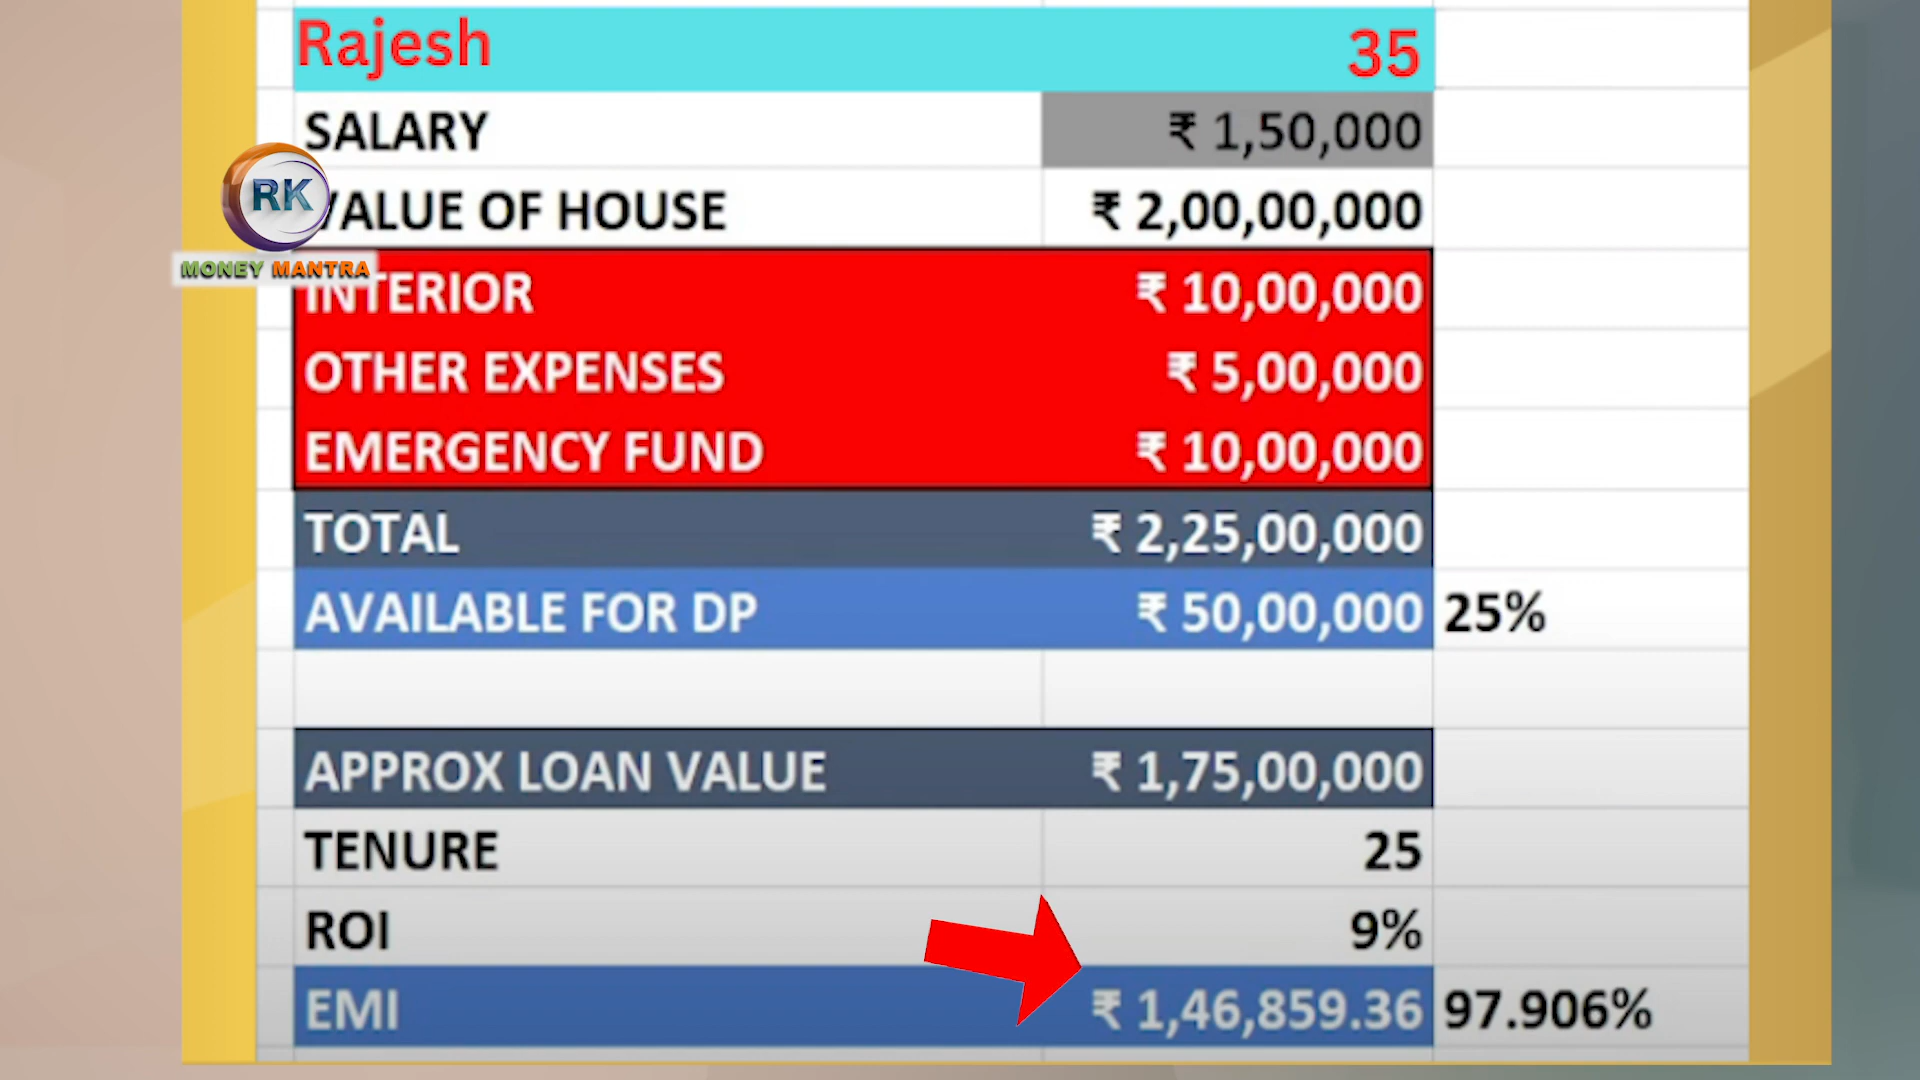 Rajesh 35
SALARY ₹ 1,50,000
VALUE OF HOUSE ₹ 2,00,00,000
RK
MONEY MANTRA
INTERIOR ₹ 10,00,000
OTHER EXPENSES ₹ 5,00,000
EMERGENCY FUND ₹ 10,00,000
TOTAL ₹ 2,25,00,000
AVAILABLE FOR DP ₹ 50,00,000 25%
APPROX LOAN VALUE ₹ 1,75,00,000
TENURE 25
ROI 9%
EMI ₹ 1,46,859.36 97.906%